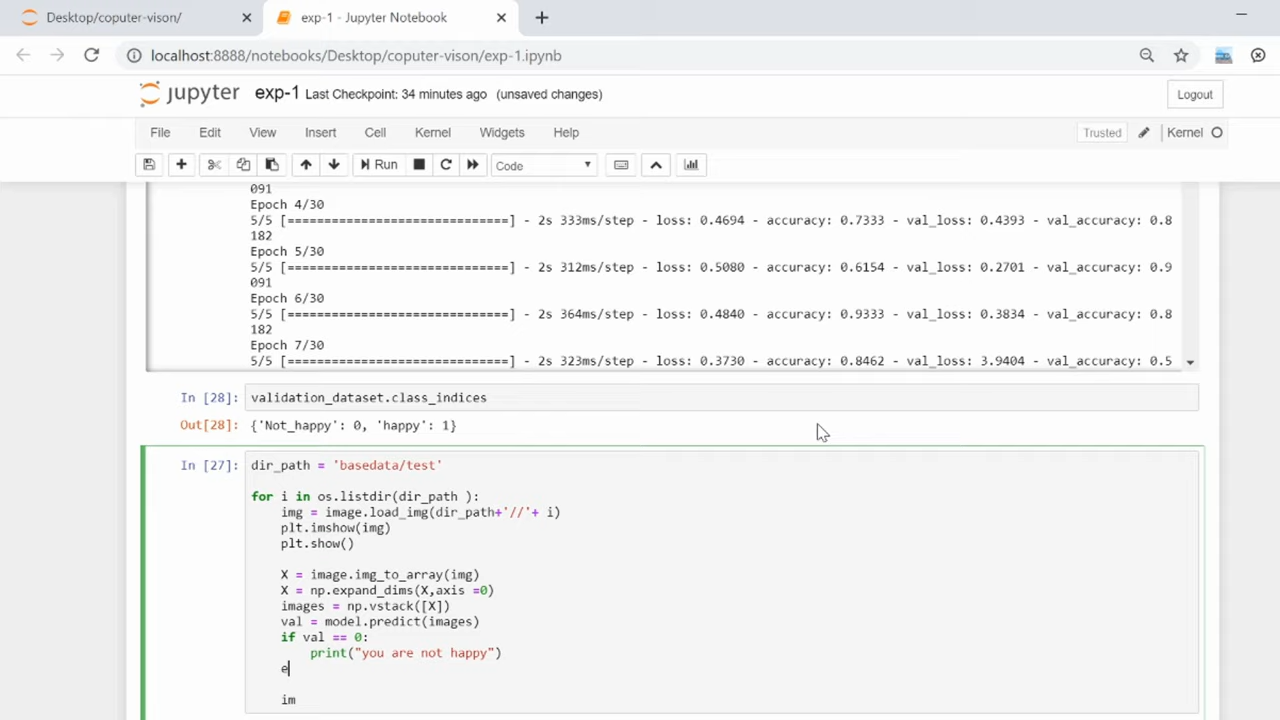 Desktop/coputer-vison/
exp-1 - Jupyter Notebook
localhost:8888/notebooks/Desktop/coputer-vison/exp-1.ipynb
jupyter exp-1 Last Checkpoint: 34 minutes ago (unsaved changes)
Logout
File Edit View Insert Cell Kernel Widgets Help
Trusted
Kernel
Run
Code
091
Epoch 4/30
5/5 [==============================] - 2s 333ms/step - loss: 0.4694 - accuracy: 0.7333 - val_loss: 0.4393 - val_accuracy: 0.8
182
Epoch 5/30
5/5 [==============================] - 2s 312ms/step - loss: 0.5080 - accuracy: 0.6154 - val_loss: 0.2701 - val_accuracy: 0.9
091
Epoch 6/30
5/5 [==============================] - 2s 364ms/step - loss: 0.4840 - accuracy: 0.9333 - val_loss: 0.3834 - val_accuracy: 0.8
182
Epoch 7/30
5/5 [==============================] - 2s 323ms/step - loss: 0.3730 - accuracy: 0.8462 - val_loss: 3.9404 - val_accuracy: 0.5
In [28]: validation_dataset.class_indices
Out[28]: {'Not_happy': 0, 'happy': 1}
In [27]: dir_path = 'basedata/test'
for i in os.listdir(dir_path ):
img = image.load_img(dir_path+'//'+ i)
plt.imshow(img)
plt.show()
X = image.img_to_array(img)
X = np.expand_dims(X,axis =0)
images = np.vstack([X])
val = model.predict(images)
if val == 0:
print("you are not happy")
e
im